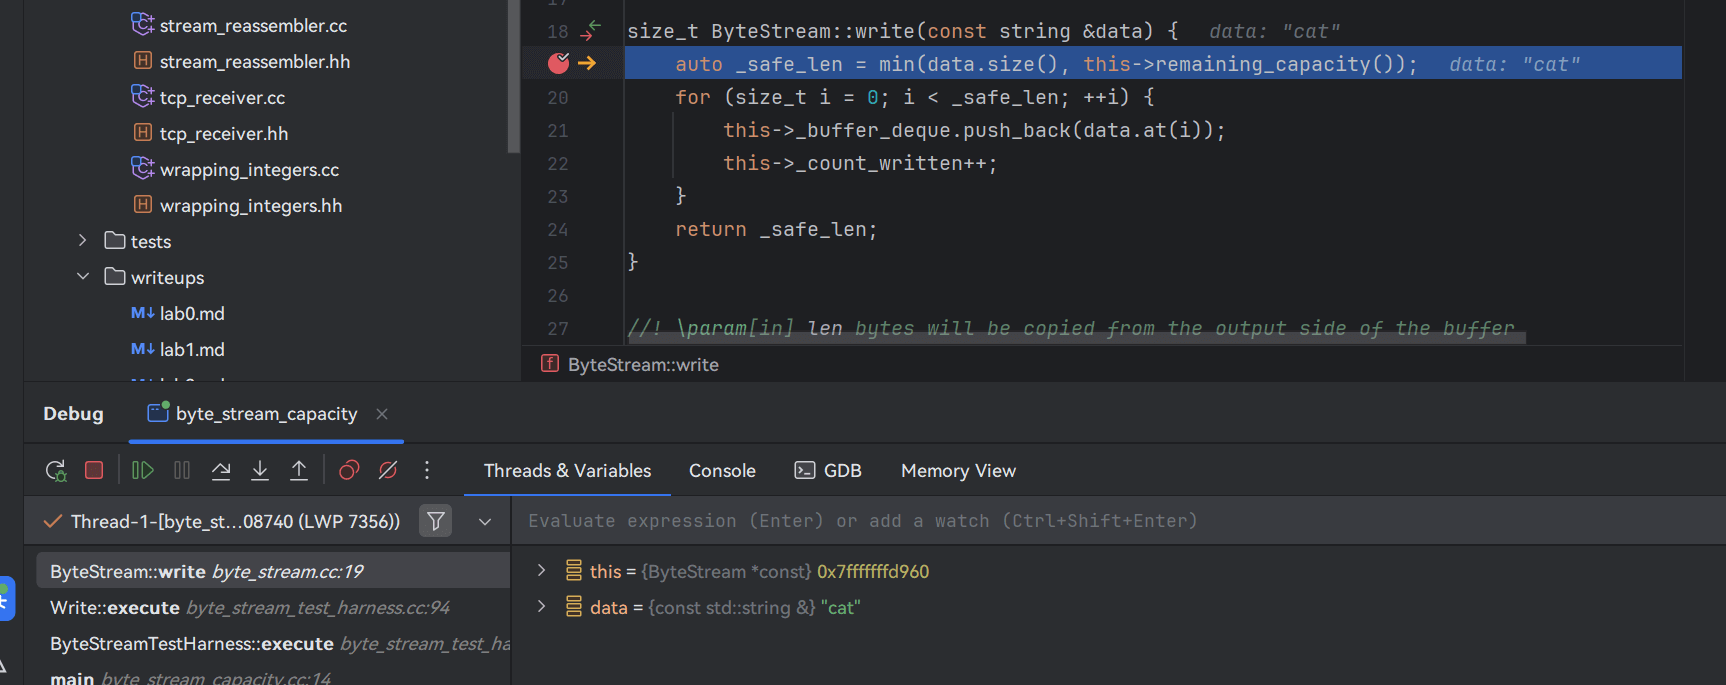 stream_reassembler.cc
stream_reassembler.hh
tcp_receiver.cc
tcp_receiver.hh
wrapping_integers.cc
wrapping_integers.hh
tests
writeups
lab0.md
lab1.md
17
18 size_t ByteStream::write(const string &data) { data: "cat"
auto _safe_len = min(data.size(), this->remaining_capacity()); data: "cat"
20 for (size_t i = 0; i < _safe_len; ++i) {
21 this->_buffer_deque.push_back(data.at(i));
22 this->_count_written++;
23 }
24 return _safe_len;
25 }
26
27 //! \param[in] len bytes will be copied from the output side of the buffer
ByteStream::write
Debug byte_stream_capacity
Threads & Variables Console GDB Memory View
Thread-1-[byte_st...08740 (LWP 7356))
Evaluate expression (Enter) or add a watch (Ctrl+Shift+Enter)
ByteStream::write byte_stream.cc:19
Write::execute byte_stream_test_harness.cc:94
ByteStreamTestHarness::execute byte_stream_test_ha
main byte_stream_capacity.cc:14
this = {ByteStream *const} 0x7fffffffd960
data = {const std::string &} "cat"